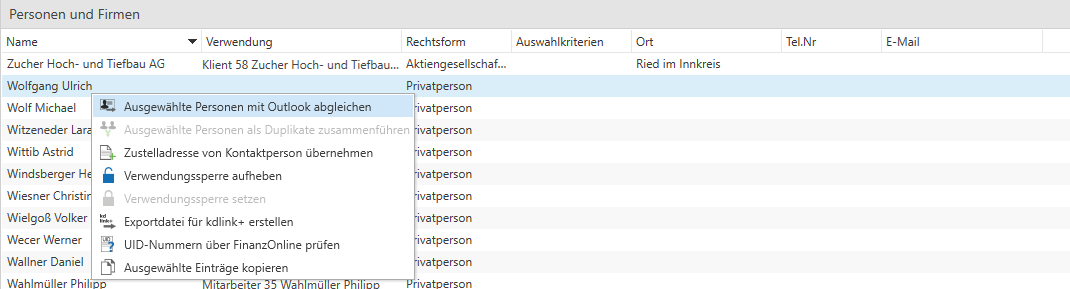 Personen und Firmen
Name Verwendung Rechtsform Auswahlkriterien Ort Tel.Nr E-Mail
Zucher Hoch- und Tiefbau AG Klient 58 Zucher Hoch- und Tiefbau... Aktiengesellschaf... Ried im Innkreis
Wolfgang Ulrich Privatperson
Wolf Michael Ausgewählte Personen mit Outlook abgleichen Privatperson
Witzeneder Lara Ausgewählte Personen als Duplikate zusammenführen Privatperson
Wittib Astrid Zustelladresse von Kontaktperson übernehmen Privatperson
Windsberger He Verwendungssperre aufheben Privatperson
Wiesner Christin Verwendungssperre setzen Privatperson
Wielgoß Volker kd link+ Exportdatei für kdlink+ erstellen Privatperson
Wecer Werner UID UID-Nummern über FinanzOnline prüfen Privatperson
Wallner Daniel Ausgewählte Einträge kopieren Privatperson
Wahlmüller Philipp Mitarbeiter 35 Wahlmüller Philipp Privatperson